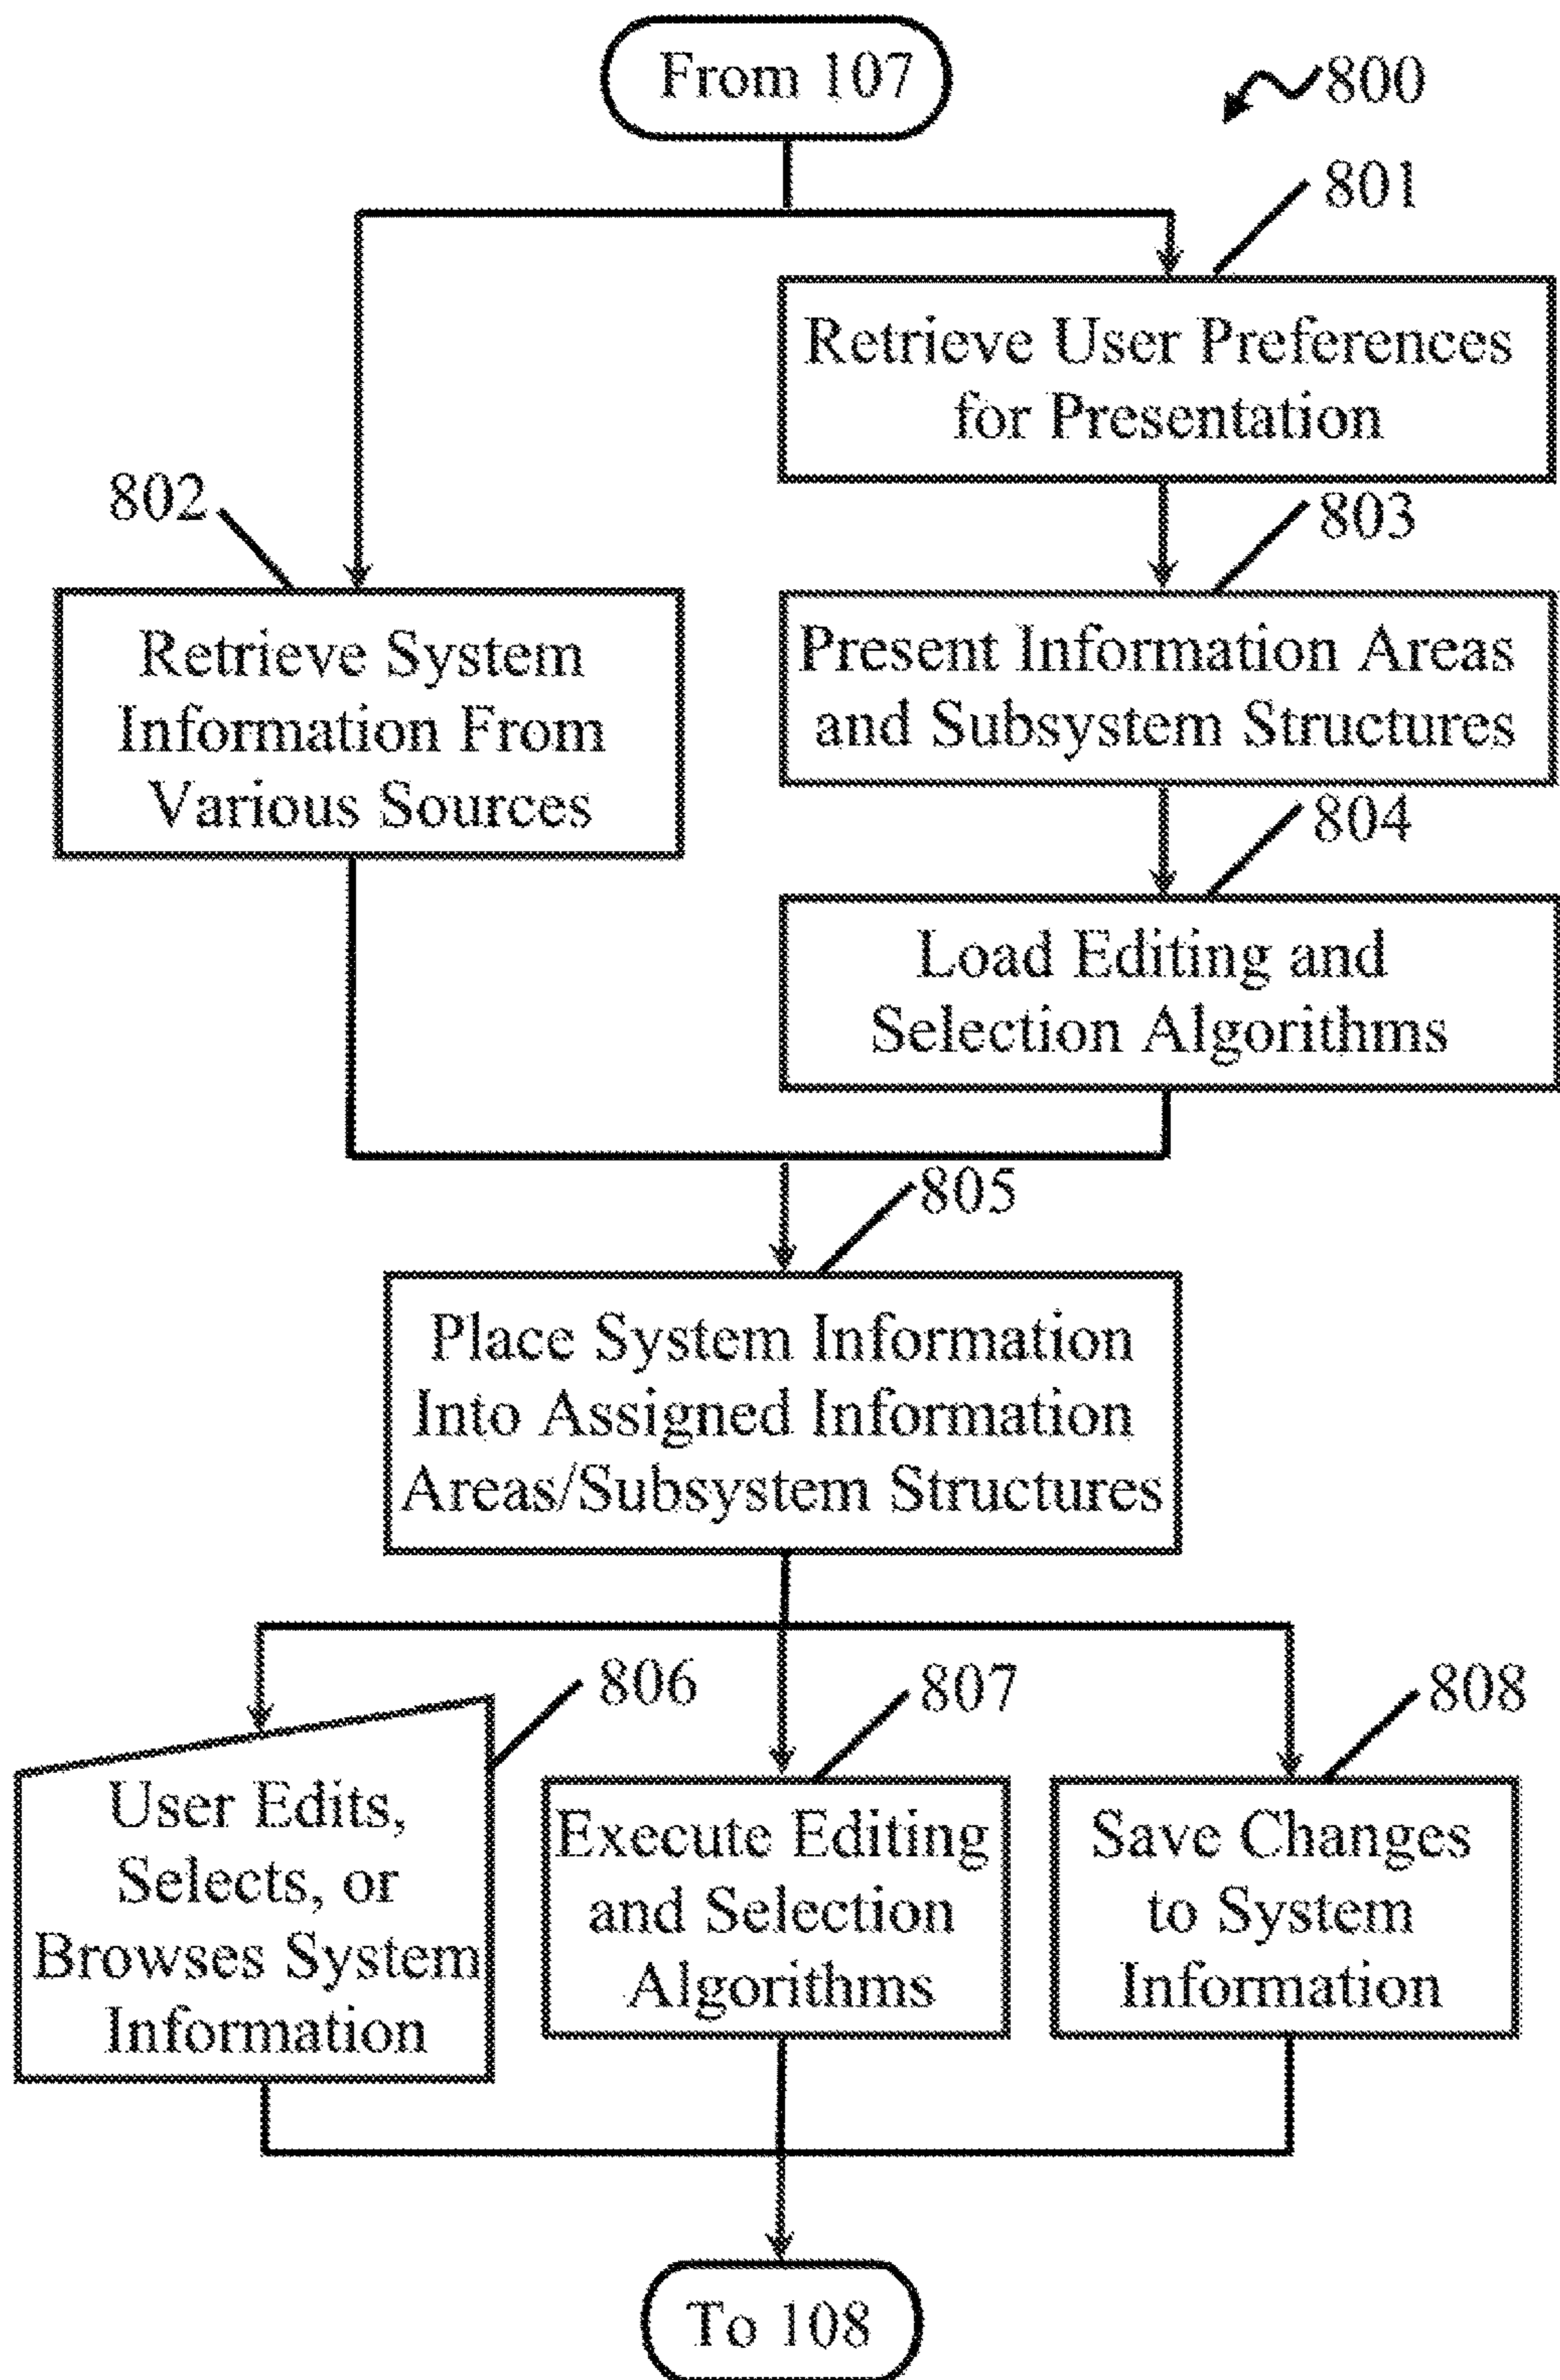 From 107
800
801
Retrieve User Preferences
for Presentation
802
803
Retrieve System
Information From
Various Sources
Present Information Areas
and Subsystem Structures
804
Load Editing and
Selection Algorithms
805
Place System Information
Into Assigned Information
Areas/Subsystem Structures
806
807
808
User Edits,
Selects, or
Browses System
Information
Execute Editing
and Selection
Algorithms
Save Changes
to System
Information
To 108